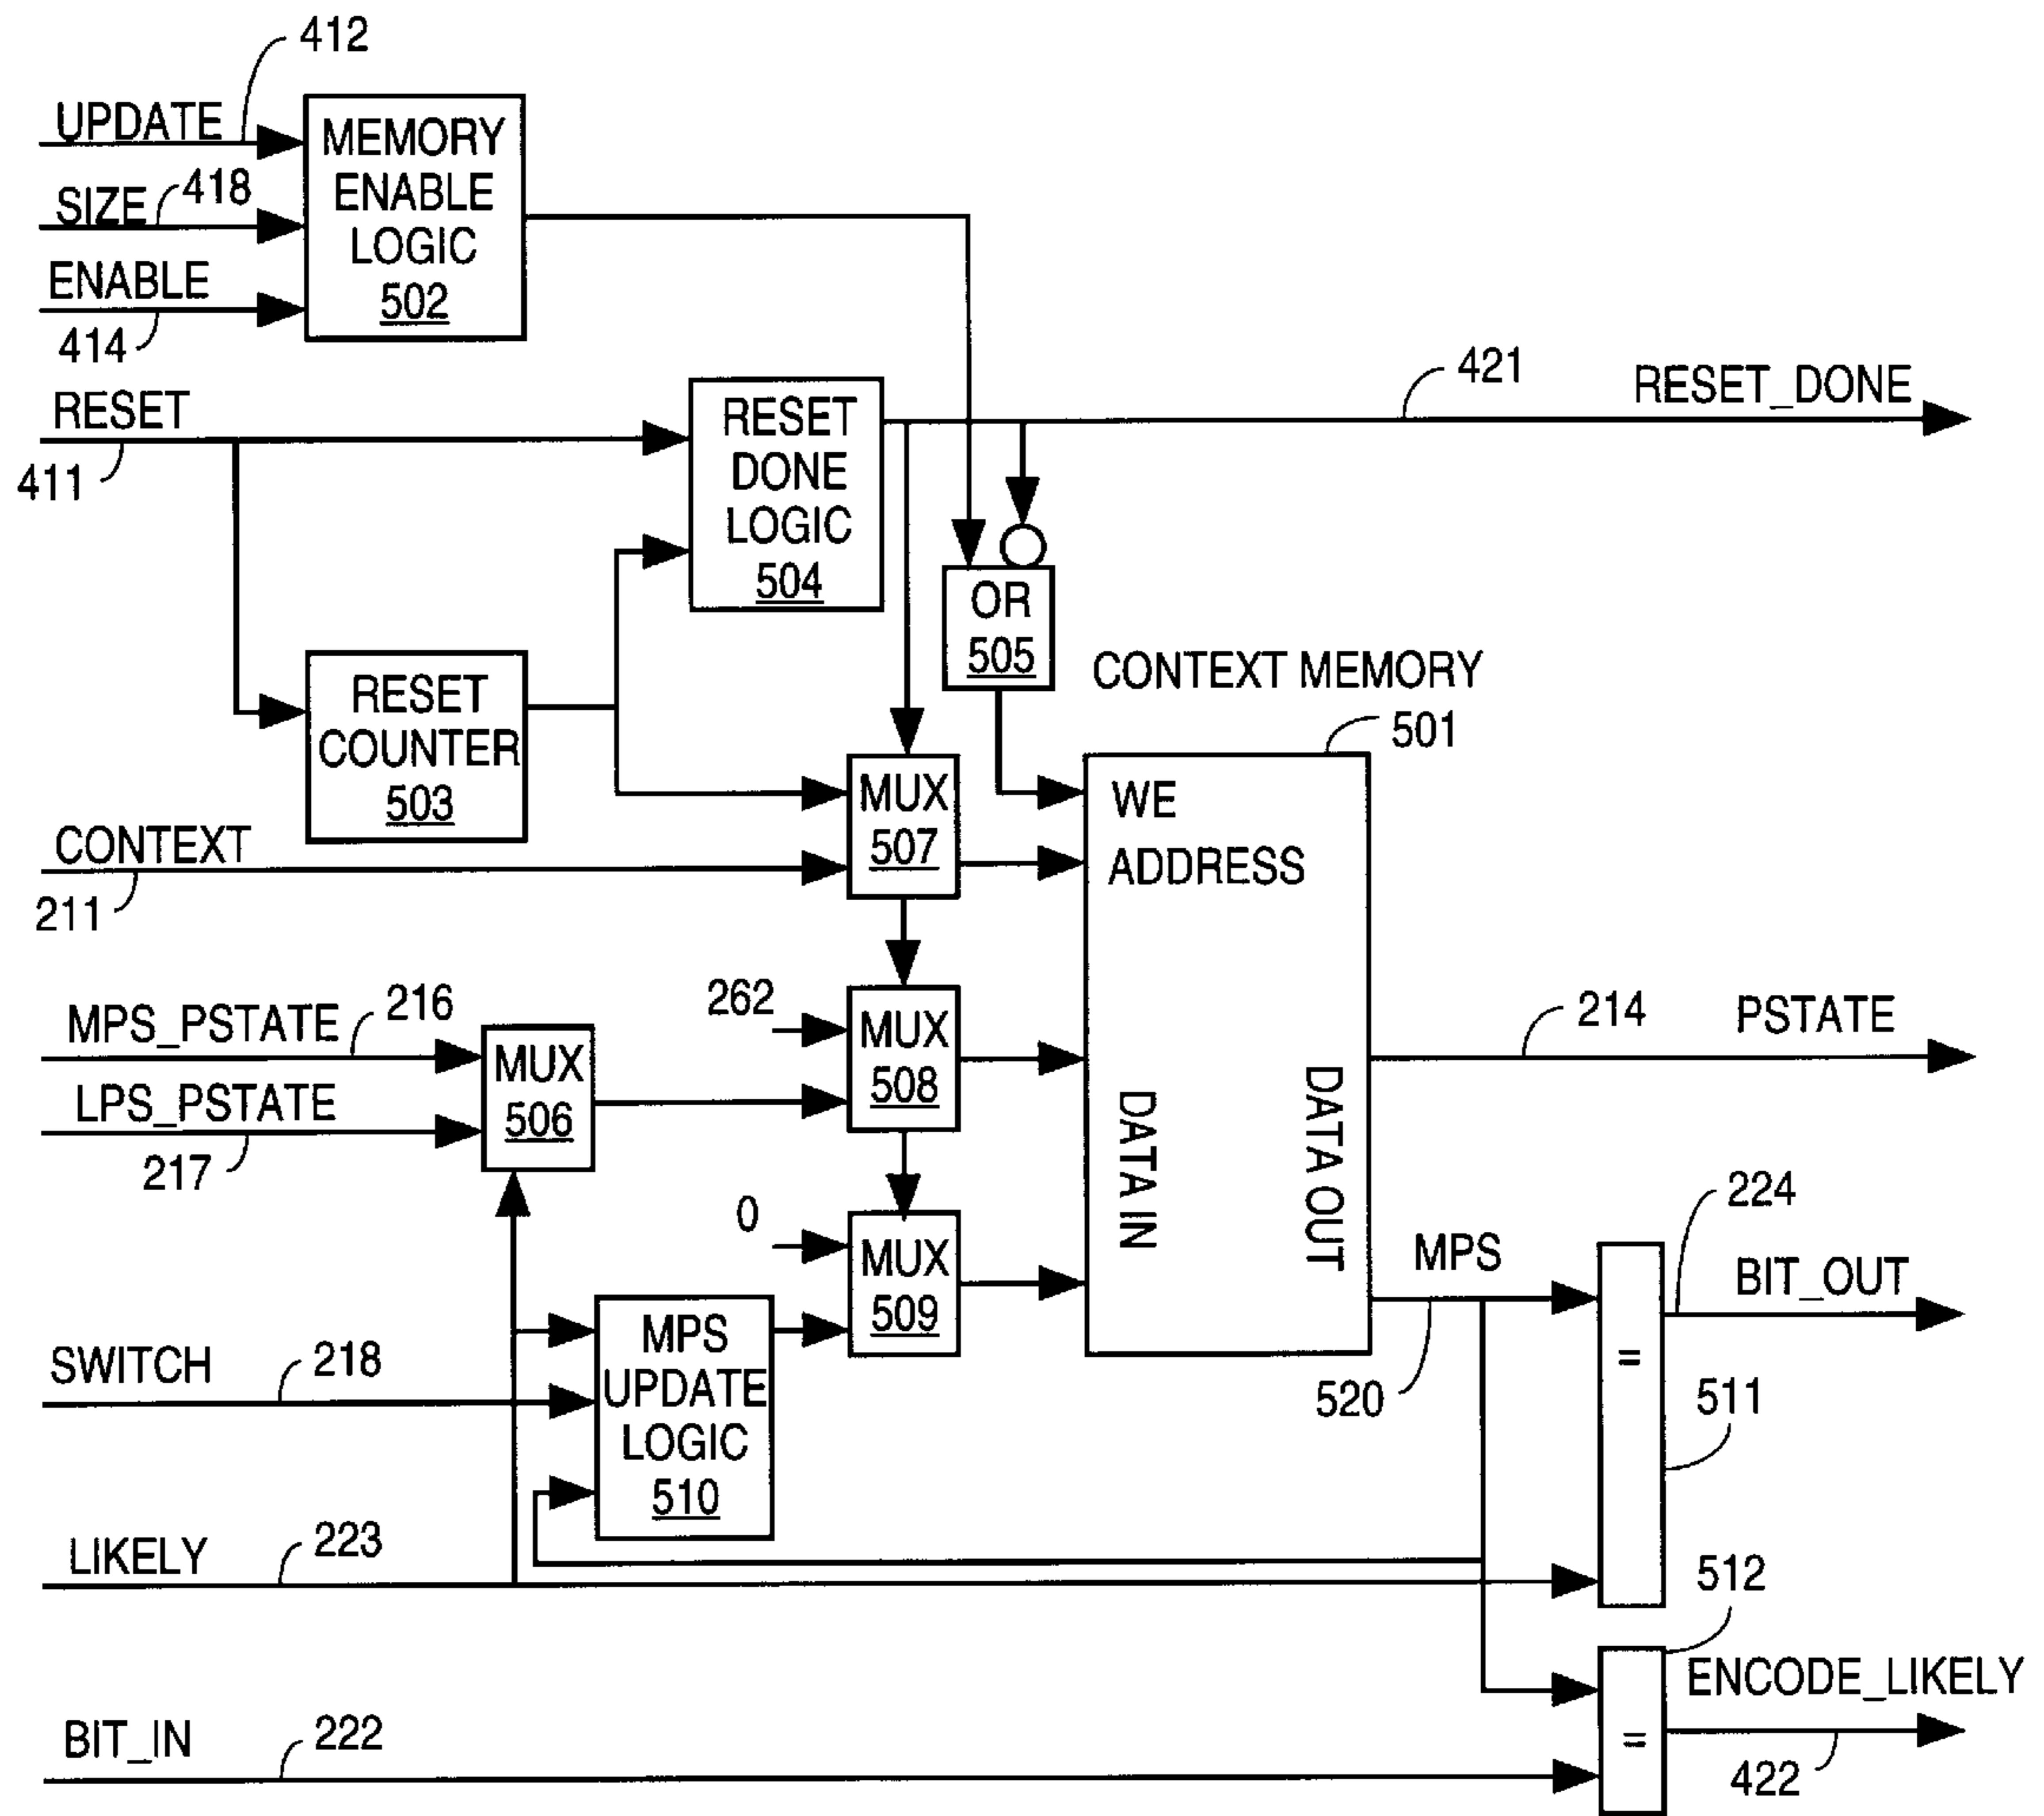 412
UPDATE
MEMORY
ENABLE
LOGIC
502
SIZE
418
ENABLE
414
RESET
411
RESET
DONE
LOGIC
504
421
RESET_DONE
OR
505
RESET
COUNTER
503
CONTEXT MEMORY
501
CONTEXT
211
MUX
507
WE
ADDRESS
MPS_PSTATE
216
LPS_PSTATE
217
MUX
506
262
MUX
508
DATA IN
DATA OUT
214
PSTATE
0
MUX
509
MPS
520
224
BIT_OUT
=
511
SWITCH
218
MPS
UPDATE
LOGIC
510
LIKELY
223
512
ENCODE_LIKELY
=
422
BIT_IN
222